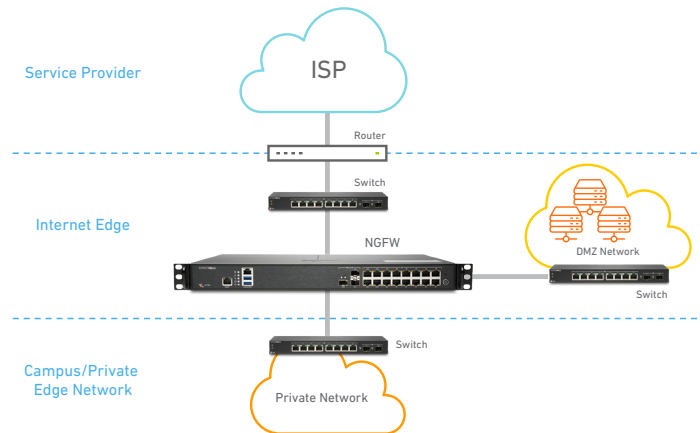 ISP
Service Provider
Router
Switch
Internet Edge
NGFW
DMZ Network
Switch
Switch
Campus/Private
Edge Network
Private Network